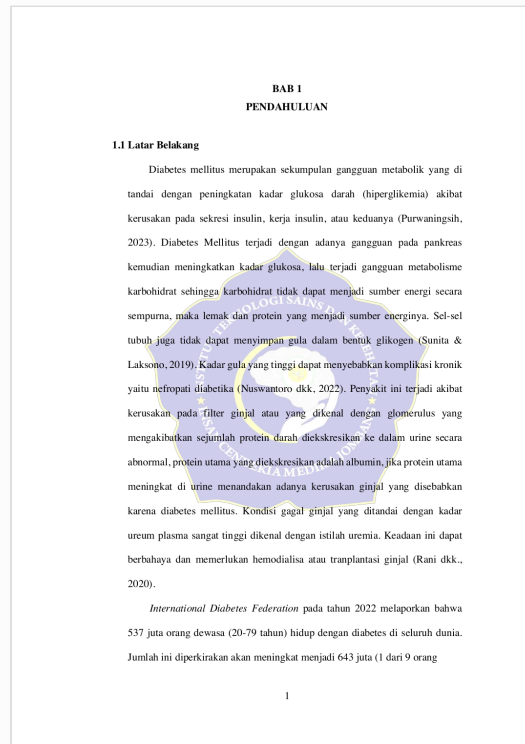 BAB 1
PENDAHULUAN
1.1 Latar Belakang
Diabetes mellitus merupakan sekumpulan gangguan metabolik yang di
tandai dengan peningkatan kadar glukosa darah (hiperglikemia) akibat
kerusakan pada sekresi insulin, kerja insulin, atau keduanya (Purwaningsih,
2023). Diabetes Mellitus terjadi dengan adanya gangguan pada pankreas
kemudian meningkatkan kadar glukosa, lalu terjadi gangguan metabolisme
karbohidrat sehingga karbohidrat tidak dapat menjadi sumber energi secara
sempurna, maka lemak dan protein yang menjadi sumber energinya. Sel-sel
tubuh juga tidak dapat menyimpan gula dalam bentuk glikogen (Sunita &
Laksono, 2019). Kadar gula yang tinggi dapat menyebabkan komplikasi kronik
yaitu nefropati diabetika (Nuswantoro dkk, 2022). Penyakit ini terjadi akibat
kerusakan pada filter ginjal atau yang dikenal dengan glomerulus yang
mengakibatkan sejumlah protein darah diekskresikan ke dalam urine secara
abnormal, protein utama yang diekskresikan adalah albumin, jika protein utama
meningkat di urine menandakan adanya kerusakan ginjal yang disebabkan
karena diabetes mellitus. Kondisi gagal ginjal yang ditandai dengan kadar
ureum plasma sangat tinggi dikenal dengan istilah uremia. Keadaan ini dapat
berbahaya dan memerlukan hemodialisa atau tranplantasi ginjal (Rani dkk.,
2020).
International Diabetes Federation pada tahun 2022 melaporkan bahwa
537 juta orang dewasa (20-79 tahun) hidup dengan diabetes di seluruh dunia.
Jumlah ini diperkirakan akan meningkat menjadi 643 juta (1 dari 9 orang
1